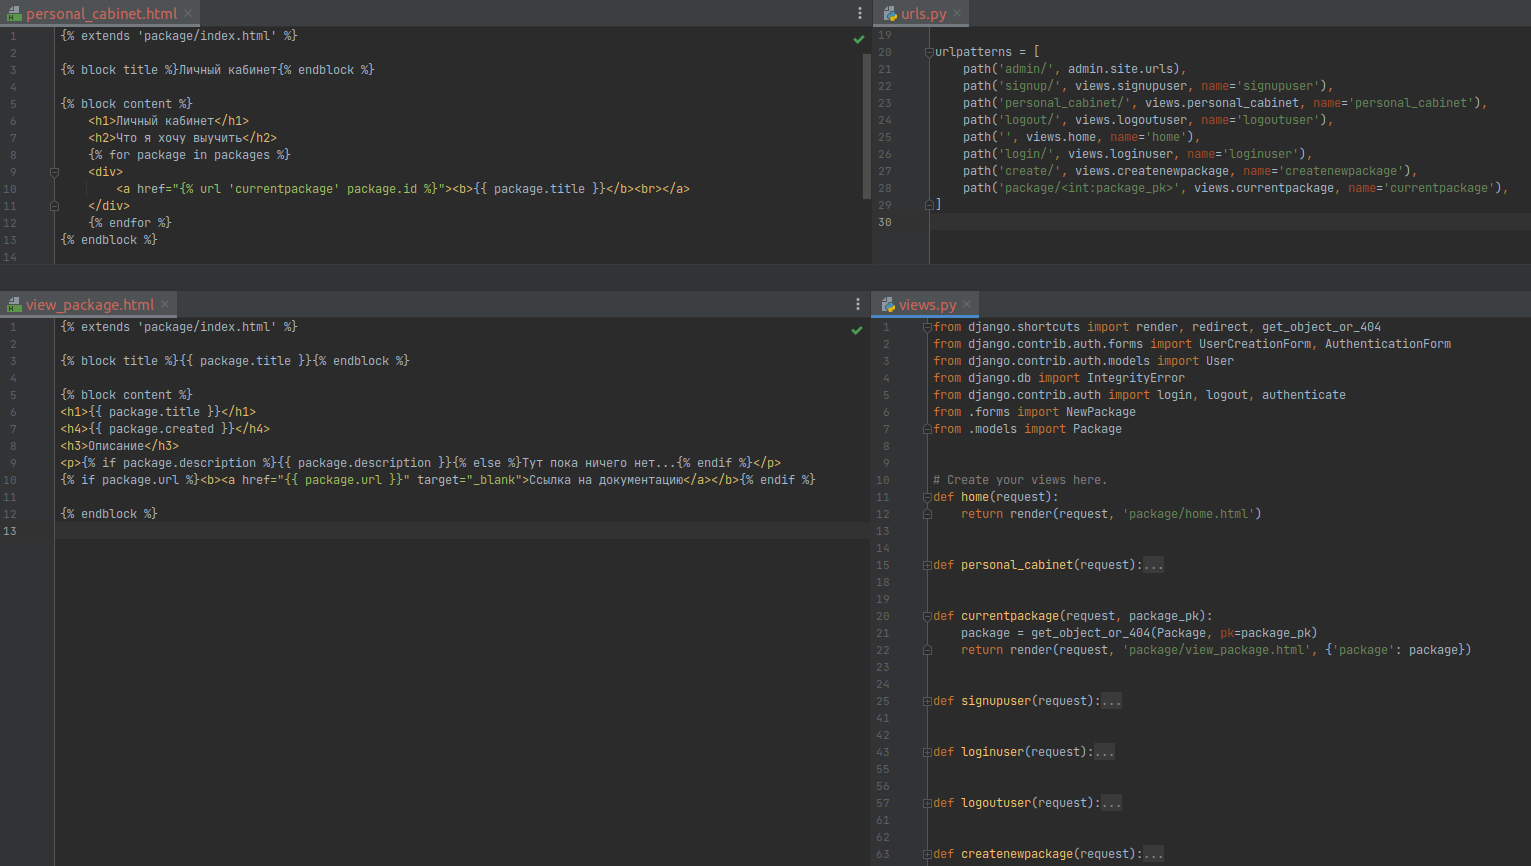 personal_cabinet.html
1 {% extends 'package/index.html' %}
2
3 {% block title %}Личный кабинет{% endblock %}
4
5 {% block content %}
6 <h1>Личный кабинет</h1>
7 <h2>Что я хочу выучить</h2>
8 {% for package in packages %}
9 <div>
10 <a href="{% url 'currentpackage' package.id %}"><b>{{ package.title }}</b><br></a>
11 </div>
12 {% endfor %}
13 {% endblock %}
14
urls.py
19
20 urlpatterns = [
21 path('admin/', admin.site.urls),
22 path('signup/', views.signupuser, name='signupuser'),
23 path('personal_cabinet/', views.personal_cabinet, name='personal_cabinet'),
24 path('logout/', views.logoutuser, name='logoutuser'),
25 path('', views.home, name='home'),
26 path('login/', views.loginuser, name='loginuser'),
27 path('create/', views.createnewpackage, name='createnewpackage'),
28 path('package/<int:package_pk>', views.currentpackage, name='currentpackage'),
29 ]
30
view_package.html
1 {% extends 'package/index.html' %}
2
3 {% block title %}{{ package.title }}{% endblock %}
4
5 {% block content %}
6 <h1>{{ package.title }}</h1>
7 <h4>{{ package.created }}</h4>
8 <h3>Описание</h3>
9 <p>{% if package.description %}{{ package.description }}{% else %}Тут пока ничего нет...{% endif %}</p>
10 {% if package.url %}<b><a href="{{ package.url }}" target="_blank">Ссылка на документацию</a></b>{% endif %}
11
12 {% endblock %}
13
views.py
1 from django.shortcuts import render, redirect, get_object_or_404
2 from django.contrib.auth.forms import UserCreationForm, AuthenticationForm
3 from django.contrib.auth.models import User
4 from django.db import IntegrityError
5 from django.contrib.auth import login, logout, authenticate
6 from .forms import NewPackage
7 from .models import Package
8
9
10 # Create your views here.
11 def home(request):
12 return render(request, 'package/home.html')
13
14
15 def personal_cabinet(request):...
18
19
20 def currentpackage(request, package_pk):
21 package = get_object_or_404(Package, pk=package_pk)
22 return render(request, 'package/view_package.html', {'package': package})
23
24
25 def signupuser(request):...
41
42
43 def loginuser(request):...
55
56
57 def logoutuser(request):...
61
62
63 def createnewpackage(request):...